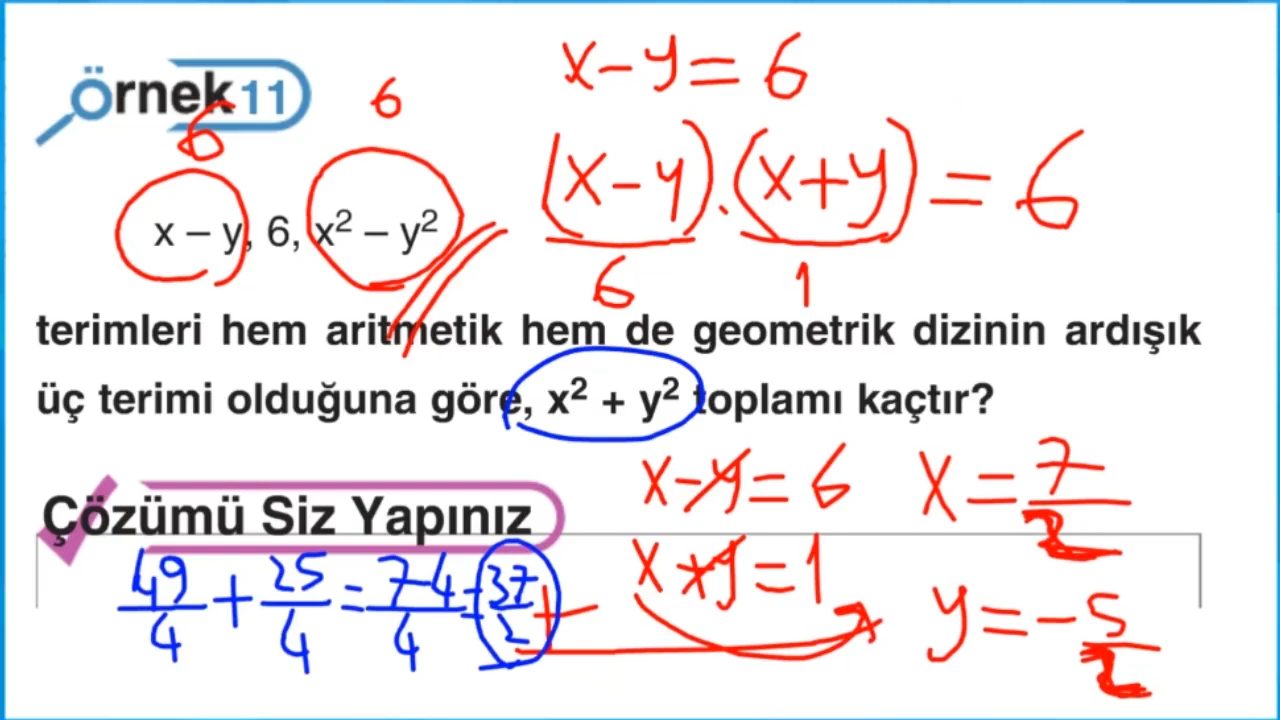 x – y = 6
örnek 11
6
6
(x – y) . (x + y) = 6
x – y, 6, x² – y²
6
1
terimleri hem aritmetik hem de geometrik dizinin ardışık
üç terimi olduğuna göre, x² + y² toplamı kaçtır?
x – y = 6
x = 7/2
Çözümü Siz Yapınız
x + y = 1
49/4 + 25/4 = 74/4 = 37/2
+
y = – 5/2